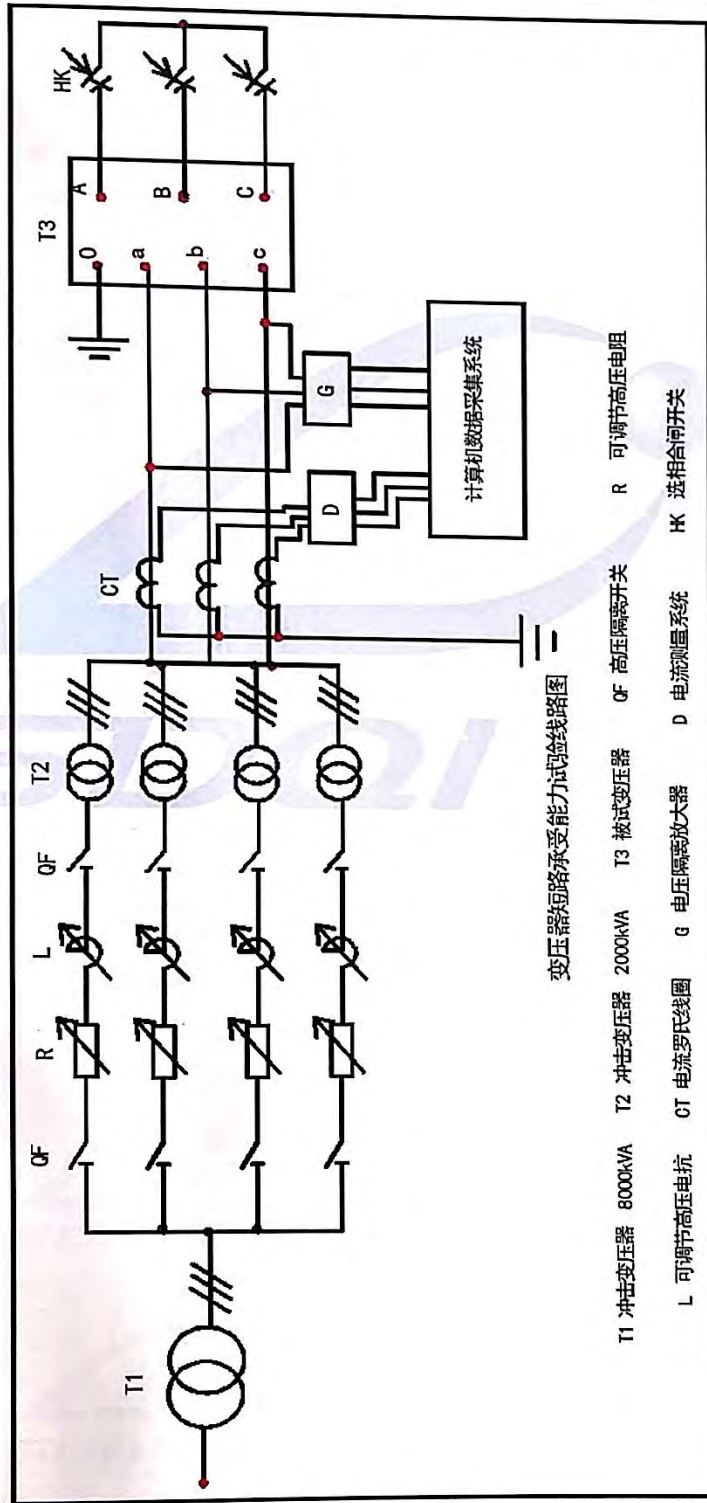 T1
QF
R
L
QF
T2
CT
T3
HK
0
a
b
c
A
B
C
D
G
计算机数据采集系统
SDQI
变压器短路承受能力试验线路图
T1 冲击变压器 8000kVA T2 冲击变压器 2000kVA T3 被试变压器 QF 高压隔离开关 R 可调节高压电阻
L 可调节高压电抗 CT 电流罗氏线圈 G 电压隔离放大器 D 电流测量系统 HK 选相合闸开关